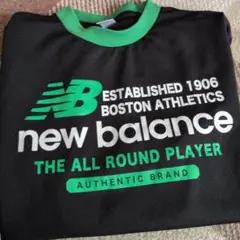 NB
ESTABLISHED 1906
BOSTON ATHLETICS
new balance
THE ALL ROUND PLAYER
AUTHENTIC BRAND